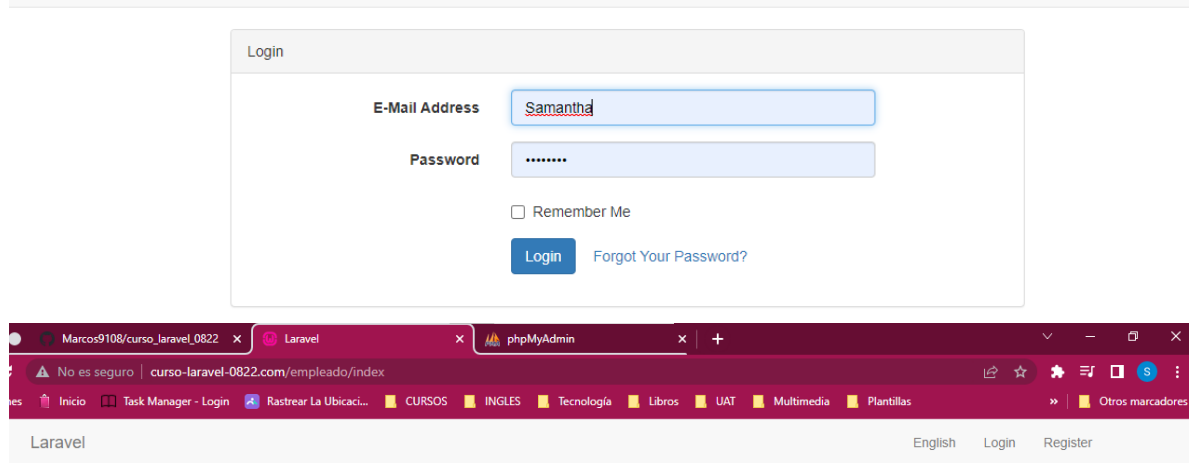 Login
E-Mail Address Samantha
Password ••••••••
Remember Me
Login Forgot Your Password?
Marcos9108/curso_laravel_0822 Laravel phpMyAdmin
No es seguro curso-laravel-0822.com/empleado/index S
nes Inicio Task Manager - Login Rastrear La Ubicaci... CURSOS INGLES Tecnología Libros UAT Multimedia Plantillas » Otros marcadores
Laravel English Login Register